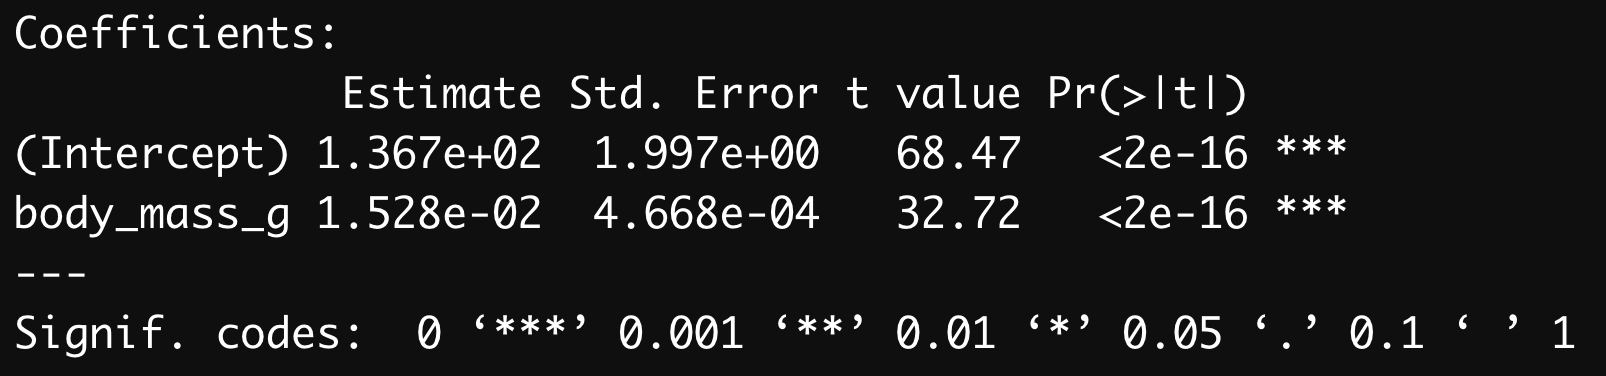 Coefficients:
Estimate Std. Error t value Pr(>|t|)
(Intercept) 1.367e+02 1.997e+00 68.47 <2e-16 ***
body_mass_g 1.528e-02 4.668e-04 32.72 <2e-16 ***
---
Signif. codes: 0 ‘***’ 0.001 ‘**’ 0.01 ‘*’ 0.05 ‘.’ 0.1 ‘ ’ 1